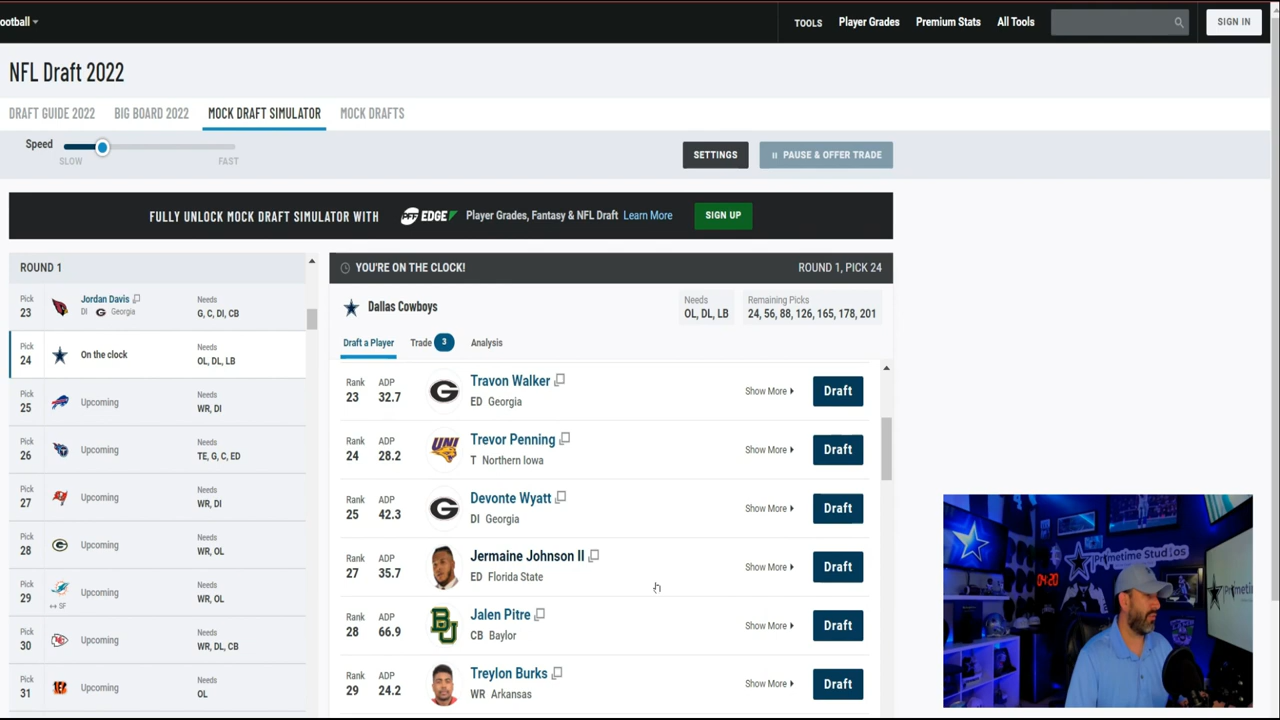 ootball
TOOLS
Player Grades
Premium Stats
All Tools
SIGN IN
NFL Draft 2022
DRAFT GUIDE 2022
BIG BOARD 2022
MOCK DRAFT SIMULATOR
MOCK DRAFTS
Speed
SLOW
FAST
SETTINGS
PAUSE & OFFER TRADE
FULLY UNLOCK MOCK DRAFT SIMULATOR WITH
PFF EDGE
Player Grades, Fantasy & NFL Draft Learn More
SIGN UP
ROUND 1
Pick
23
Jordan Davis
DI G Georgia
Needs
G, C, DI, CB
Pick
24
On the clock
Needs
OL, DL, LB
Pick
25
Upcoming
Needs
WR, DI
Pick
26
Upcoming
Needs
TE, G, C, ED
Pick
27
Upcoming
Needs
WR, DI
Pick
28
Upcoming
Needs
WR, OL
Pick
29
↔ SF
Upcoming
Needs
WR, OL
Pick
30
Upcoming
Needs
WR, DL, CB
Pick
31
Upcoming
Needs
OL
YOU'RE ON THE CLOCK!
ROUND 1, PICK 24
Dallas Cowboys
Needs
OL, DL, LB
Remaining Picks
24, 56, 88, 126, 165, 178, 201
Draft a Player
Trade 3
Analysis
Rank
23
ADP
32.7
G
Travon Walker
ED Georgia
Show More
Draft
Rank
24
ADP
28.2
UNI
Trevor Penning
T Northern Iowa
Show More
Draft
Rank
25
ADP
42.3
G
Devonte Wyatt
DI Georgia
Show More
Draft
Rank
27
ADP
35.7
Jermaine Johnson II
ED Florida State
Show More
Draft
Rank
28
ADP
66.9
BU
Jalen Pitre
CB Baylor
Show More
Draft
Rank
29
ADP
24.2
Treylon Burks
WR Arkansas
Show More
Draft
Pr metime Studios
04:20